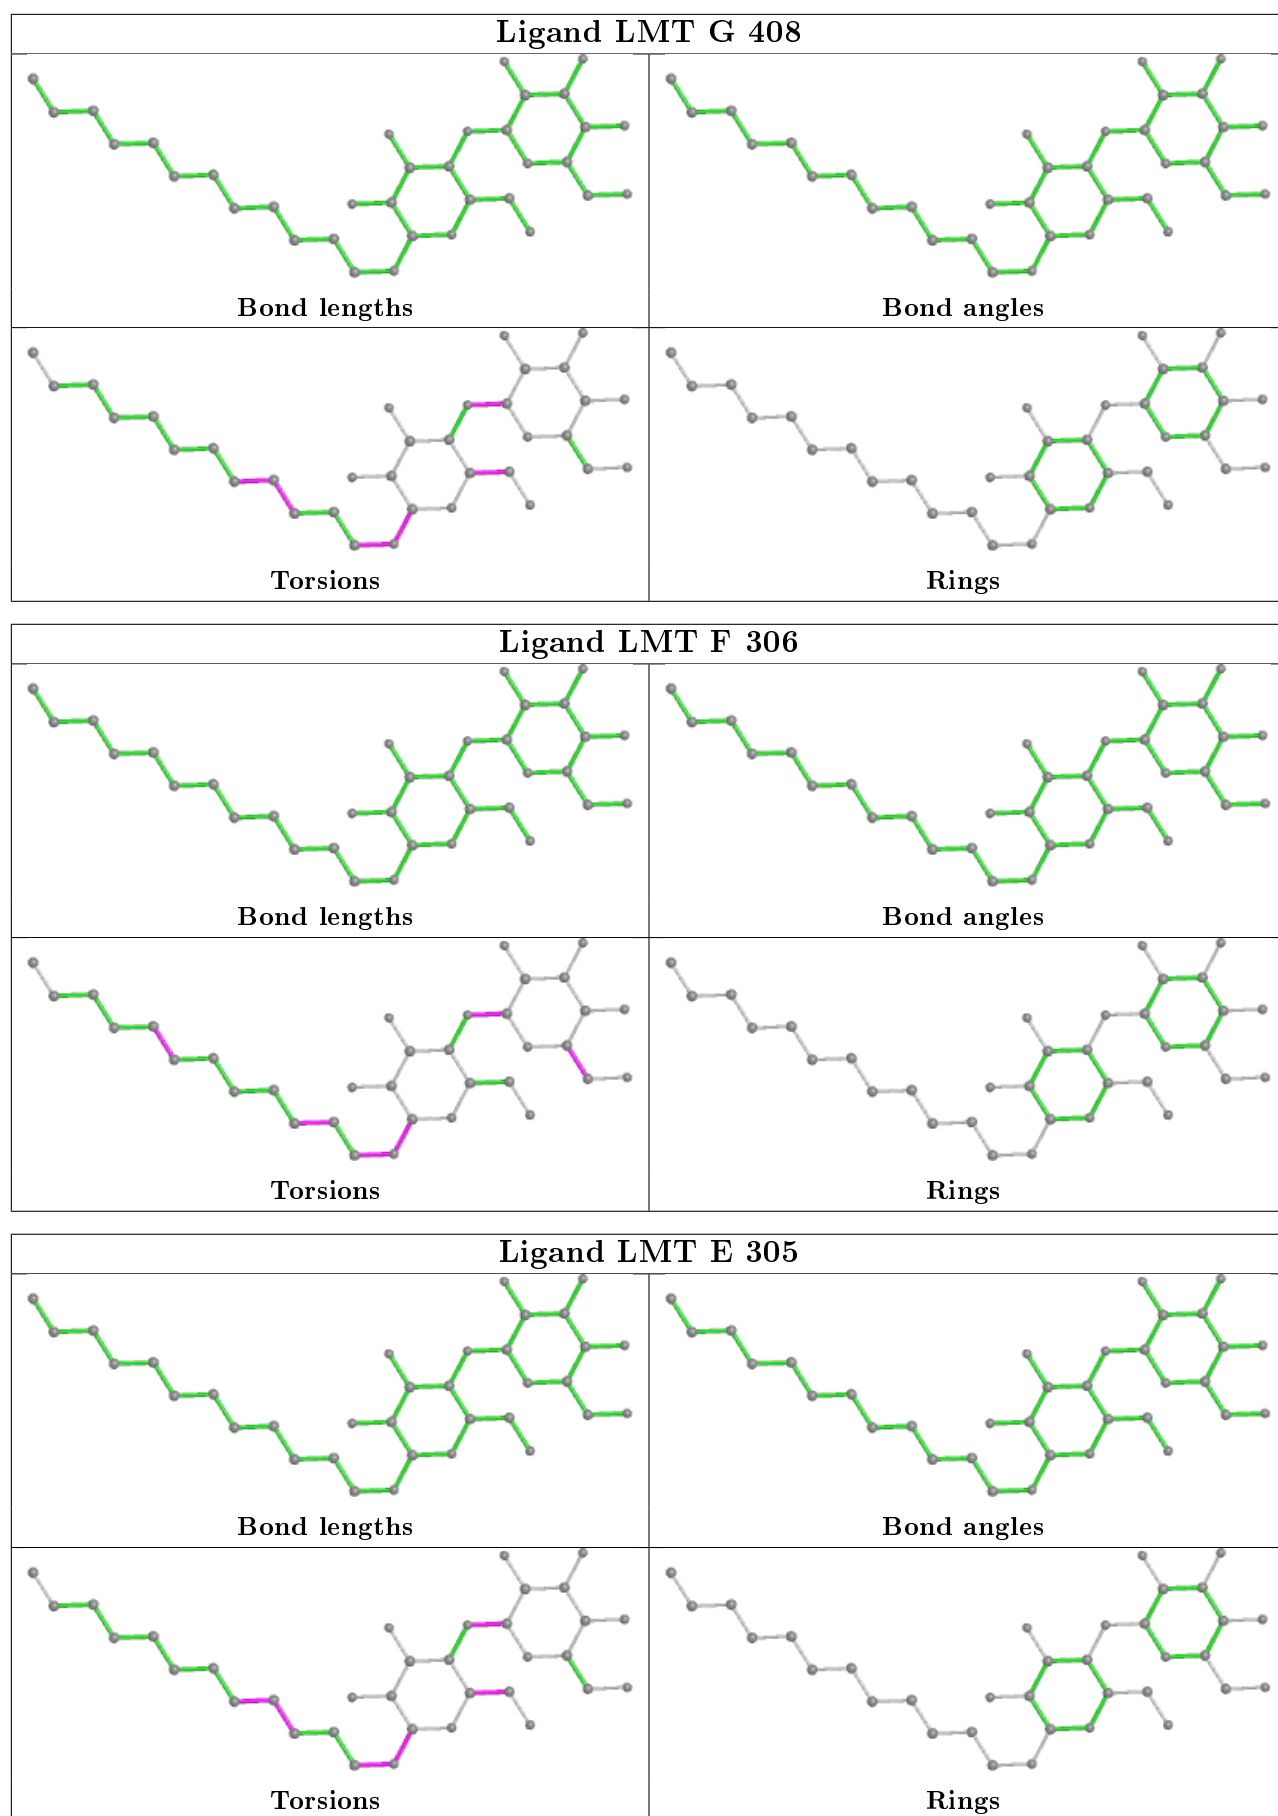 Ligand LMT G 408
Bond lengths
Bond angles
Torsions
Rings
Ligand LMT F 306
Bond lengths
Bond angles
Torsions
Rings
Ligand LMT E 305
Bond lengths
Bond angles
Torsions
Rings